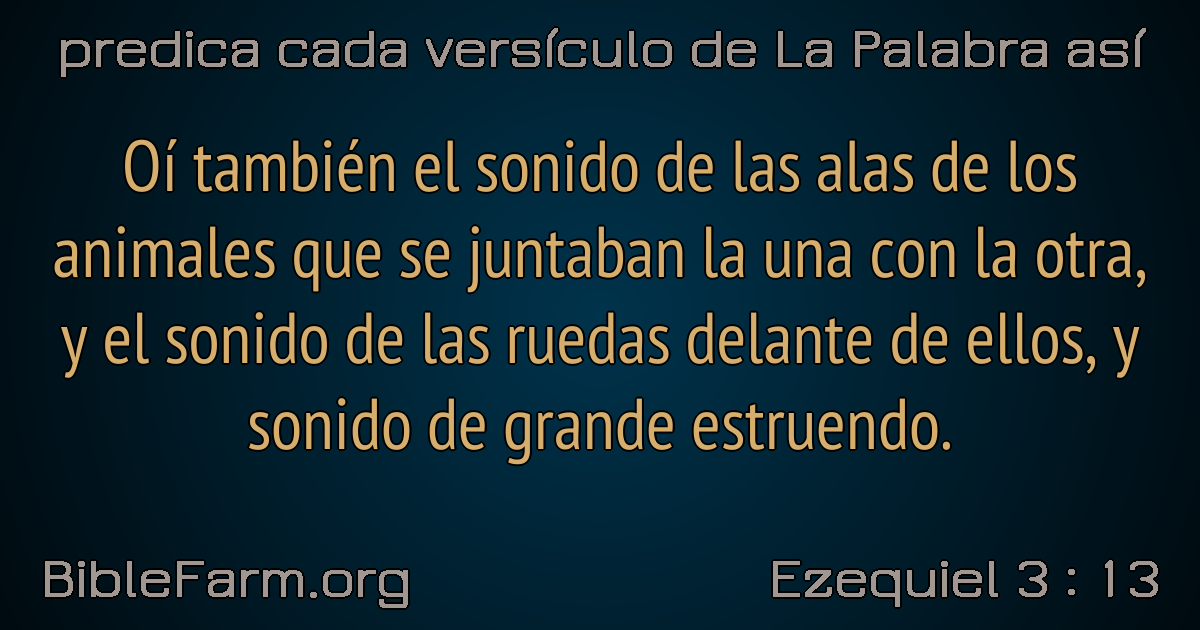 predica cada versículo de La Palabra así
Oí también el sonido de las alas de los
animales que se juntaban la una con la otra,
y el sonido de las ruedas delante de ellos, y
sonido de grande estruendo.
BibleFarm.org
Ezequiel 3 : 13